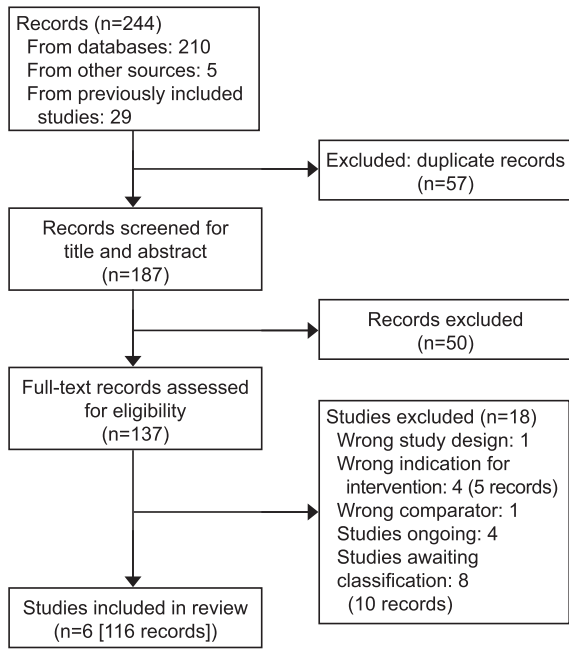 Records (n=244)
From databases: 210
From other sources: 5
From previously included
studies: 29
Excluded: duplicate records
(n=57)
Records screened for
title and abstract
(n=187)
Records excluded
(n=50)
Full-text records assessed
for eligibility
(n=137)
Studies excluded (n=18)
Wrong study design: 1
Wrong indication for
intervention: 4 (5 records)
Wrong comparator: 1
Studies ongoing: 4
Studies awaiting
classification: 8
(10 records)
Studies included in review
(n=6 [116 records])